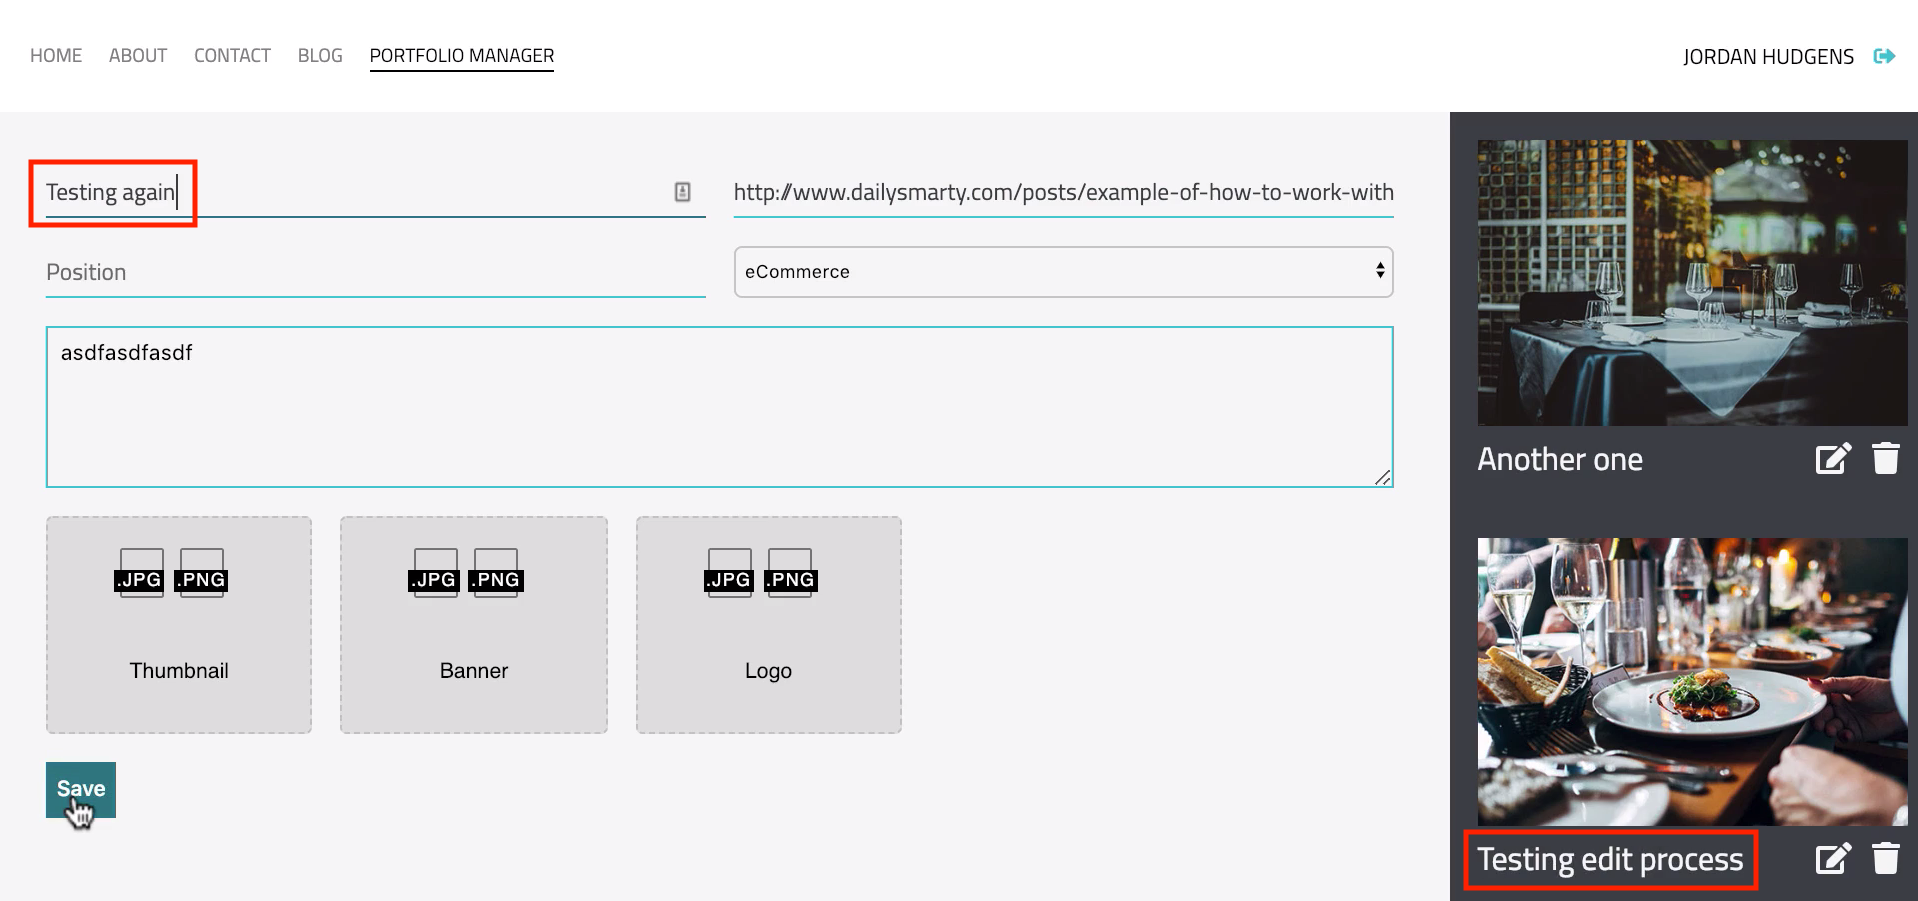 HOME ABOUT CONTACT BLOG PORTFOLIO MANAGER JORDAN HUDGENS
Testing again http://www.dailysmarty.com/posts/example-of-how-to-work-with
Position eCommerce
asdfasdfasdf
.JPG .PNG .JPG .PNG .JPG .PNG
Thumbnail Banner Logo
Save
Another one
Testing edit process